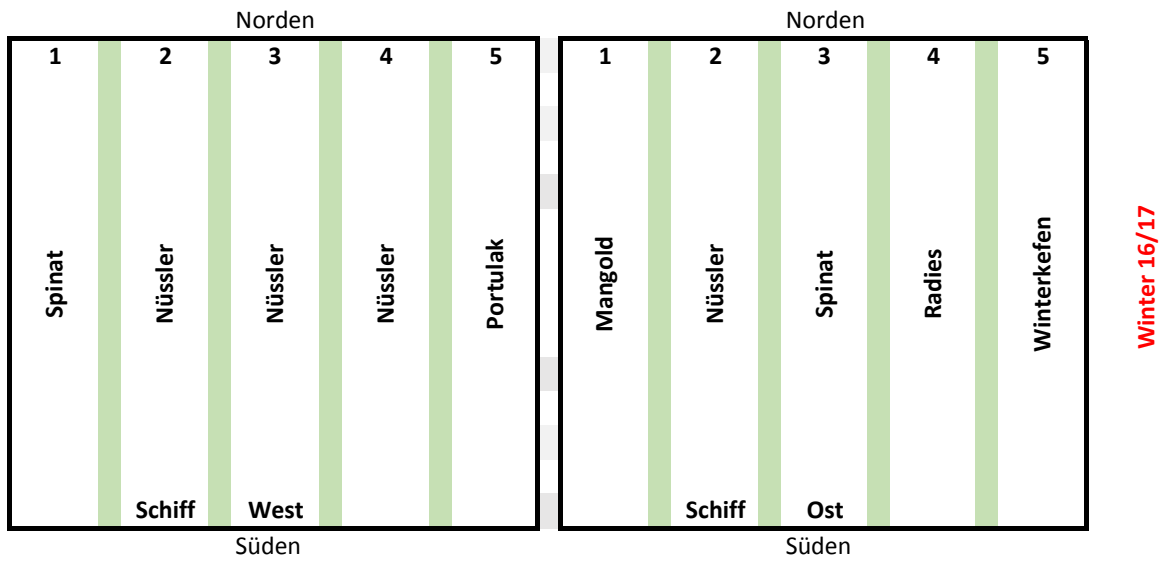 Norden Norden
1 2 3 4 5 1 2 3 4 5
Spinat
Nüssler
Nüssler
Nüssler
Portulak
Mangold
Nüssler
Spinat
Radies
Winterkefen
Winter 16/17
Schiff West Schiff Ost
Süden Süden